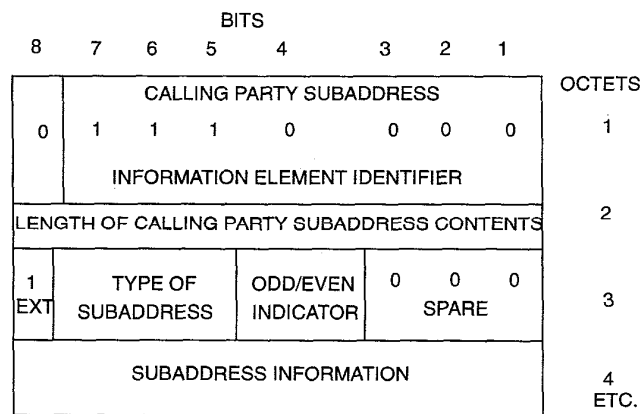 BITS
8 7 6 5 4 3 2 1
CALLING PARTY SUBADDRESS OCTETS
0 1 1 1 0 0 0 0 1
INFORMATION ELEMENT IDENTIFIER
LENGTH OF CALLING PARTY SUBADDRESS CONTENTS 2
1 TYPE OF ODD/EVEN 0 0 0
EXT SUBADDRESS INDICATOR SPARE 3
SUBADDRESS INFORMATION 4
ETC.